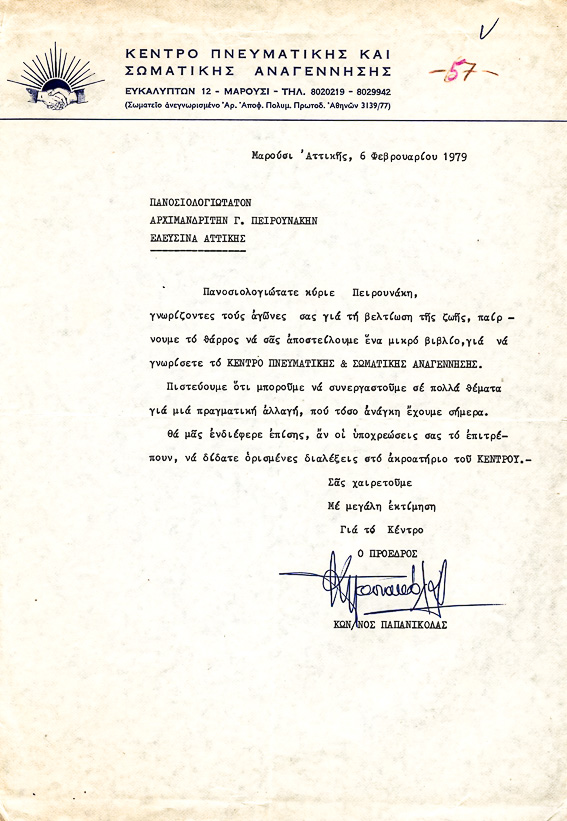 -57-
ΚΕΝΤΡΟ ΠΝΕΥΜΑΤΙΚΗΣ ΚΑΙ
ΣΩΜΑΤΙΚΗΣ ΑΝΑΓΕΝΝΗΣΗΣ
ΕΥΚΑΛΥΠΤΩΝ 12 - ΜΑΡΟΥΣΙ - ΤΗΛ. 8020219 - 8029942
(Σωματεῖο ἀνεγνωρισμένο Ἀρ. Ἀποφ. Πολυμ. Πρωτοδ. Ἀθηνῶν 3139/77)
Μαρούσι Ἀττικῆς, 6 Φεβρουαρίου 1979
ΠΑΝΟΣΙΟΛΟΓΙΩΤΑΤΟΝ
ΑΡΧΙΜΑΝΔΡΙΤΗΝ Γ. ΠΕΙΡΟΥΝΑΚΗΝ
ΕΛΕΥΣΙΝΑ ΑΤΤΙΚΗΣ
Πανοσιολογιώτατε κύριε Πειρουνάκη,
γνωρίζοντες τούς ἀγῶνες σας γιά τή βελτίωση τῆς ζωῆς, παίρ -
νουμε τό θάρρος νά σᾶς ἀποστείλουμε ἕνα μικρό βιβλίο,γιά νά
γνωρίσετε τό ΚΕΝΤΡΟ ΠΝΕΥΜΑΤΙΚΗΣ & ΣΩΜΑΤΙΚΗΣ ΑΝΑΓΕΝΝΗΣΗΣ.
Πιστεύουμε ὅτι μποροῦμε νά συνεργαστοῦμε σέ πολλά θέματα
γιά μιά πραγματική ἀλλαγή, πού τόσο ἀνάγκη ἔχουμε σήμερα.
θά μᾶς ἐνδιέφερε ἐπίσης, ἄν οἱ ὑποχρεώσεις σας τό ἐπιτρέ-
πουν, νά δίδατε ὁρισμένες διαλέξεις στό ἀκροατήριο τοῦ ΚΕΝΤΡΟΥ.-
Σᾶς χαιρετοῦμε
Μέ μεγάλη ἐκτίμηση
Γιά τό Κέντρο
Ο ΠΡΟΕΔΡΟΣ
ΚΩΝ/ΝΟΣ ΠΑΠΑΝΙΚΟΛΑΣ